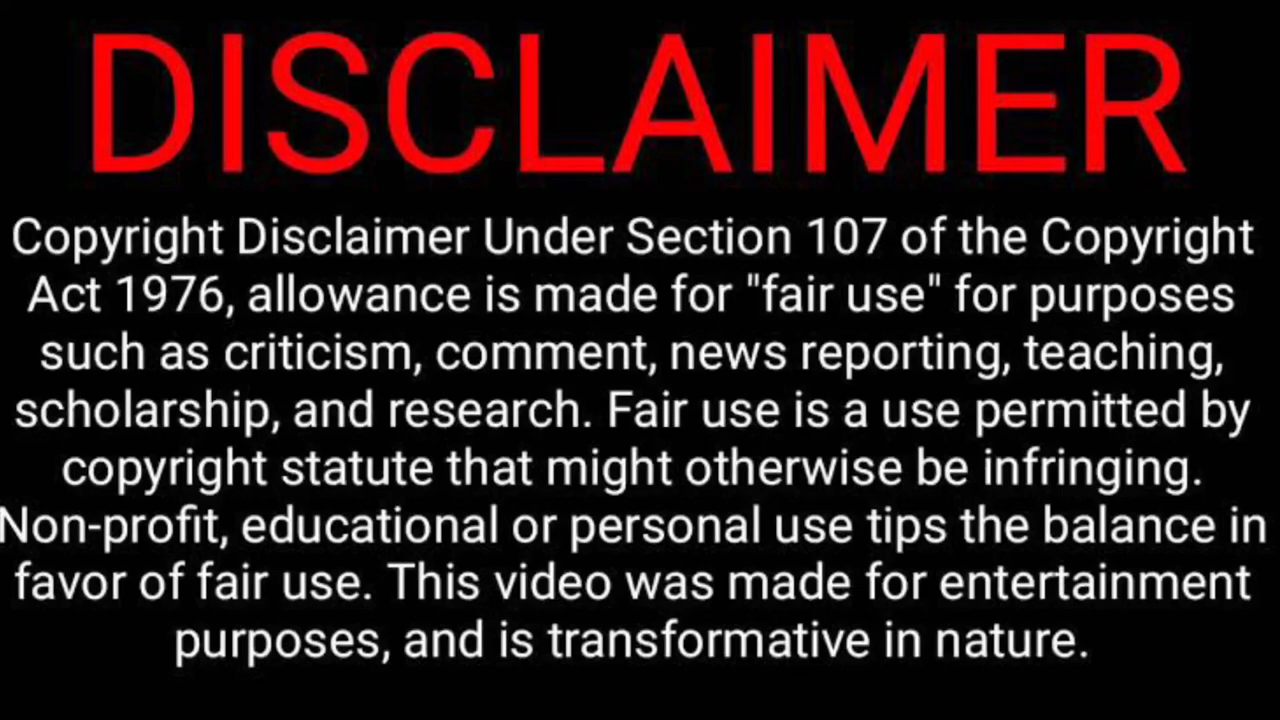 DISCLAIMER
Copyright Disclaimer Under Section 107 of the Copyright
Act 1976, allowance is made for "fair use" for purposes
such as criticism, comment, news reporting, teaching,
scholarship, and research. Fair use is a use permitted by
copyright statute that might otherwise be infringing.
Non-profit, educational or personal use tips the balance in
favor of fair use. This video was made for entertainment
purposes, and is transformative in nature.